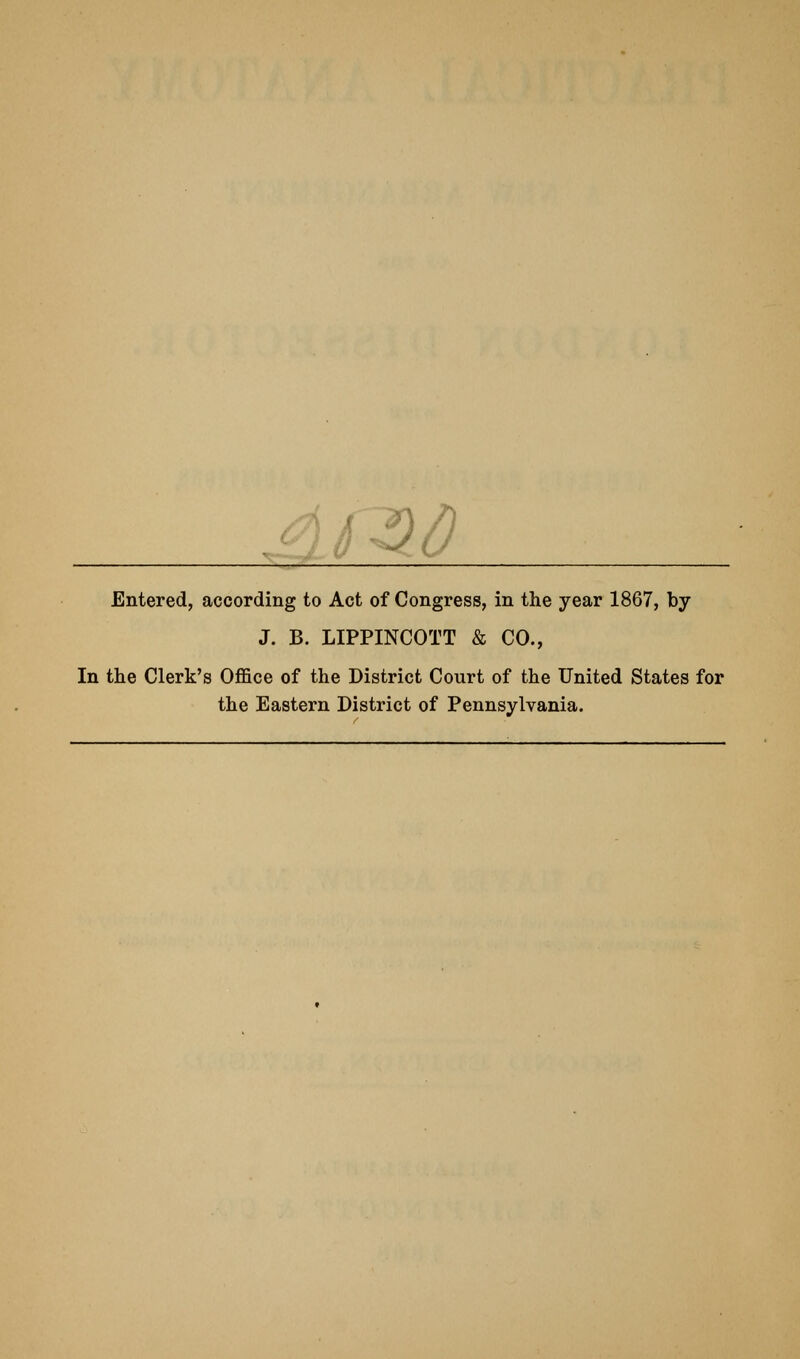 Entered, according to Act of Congress, in the year 1867, by
J. B. LIPPINCOTT & CO.,
In the Clerk's Office of the District Court of the United States for
the Eastern District of Pennsylvania.